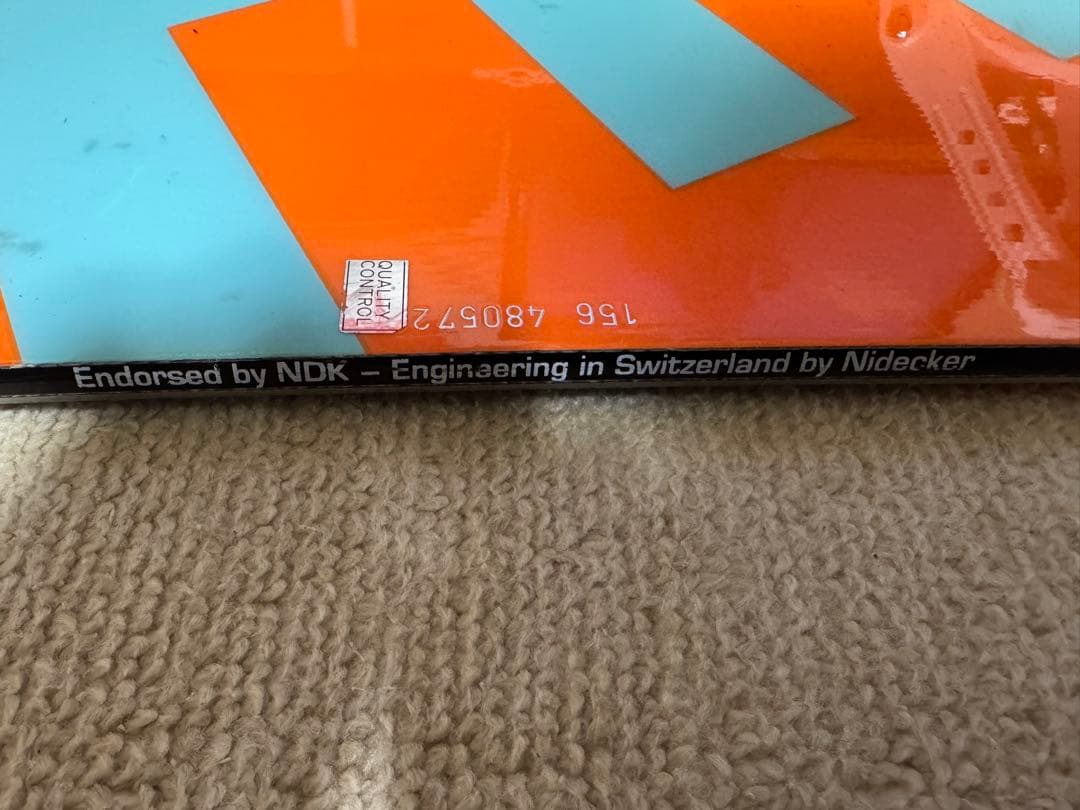 QUALITY
CONTROL
156 480572
Endorsed by NDK – Engineering in Switzerland by Nidecker